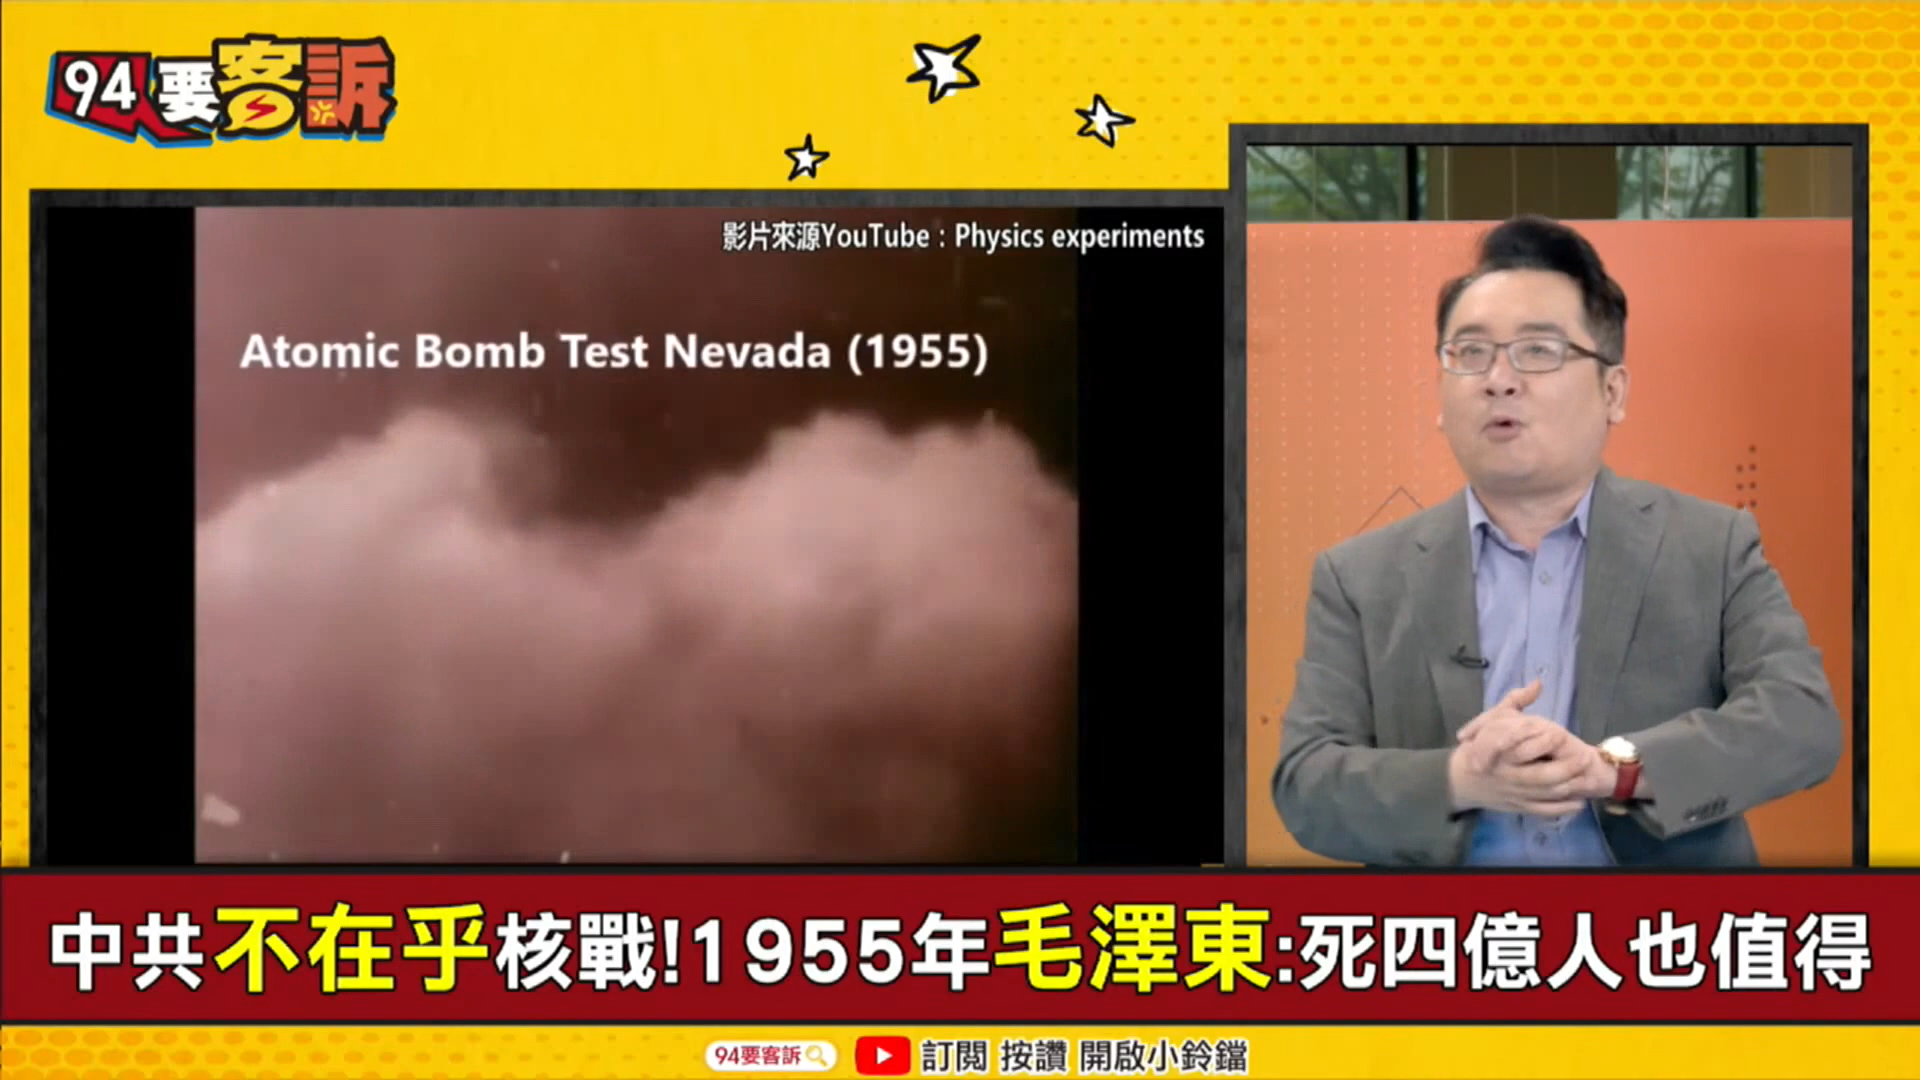 94要客訴
影片來源YouTube：Physics experiments
Atomic Bomb Test Nevada (1955)
中共不在乎核戰!1955年毛澤東:死四億人也值得
94要客訴
訂閱 按讚 開啟小鈴鐺